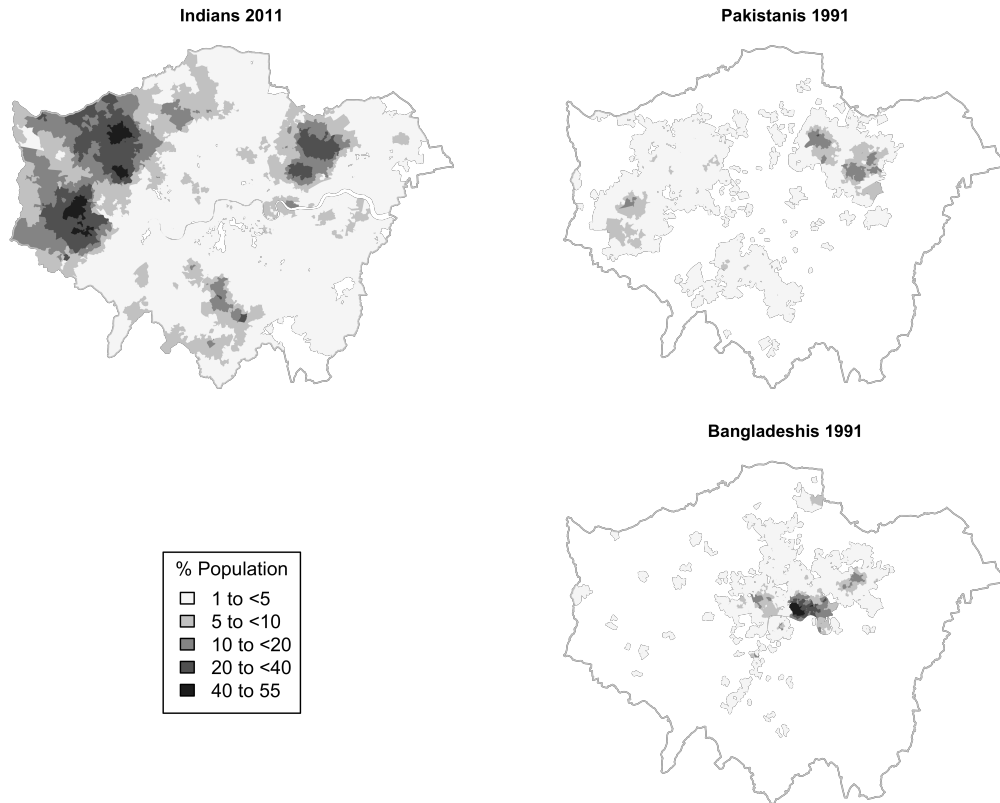 Indians 2011
Pakistanis 1991
Bangladeshis 1991
% Population
1 to <5
5 to <10
10 to <20
20 to <40
40 to 55